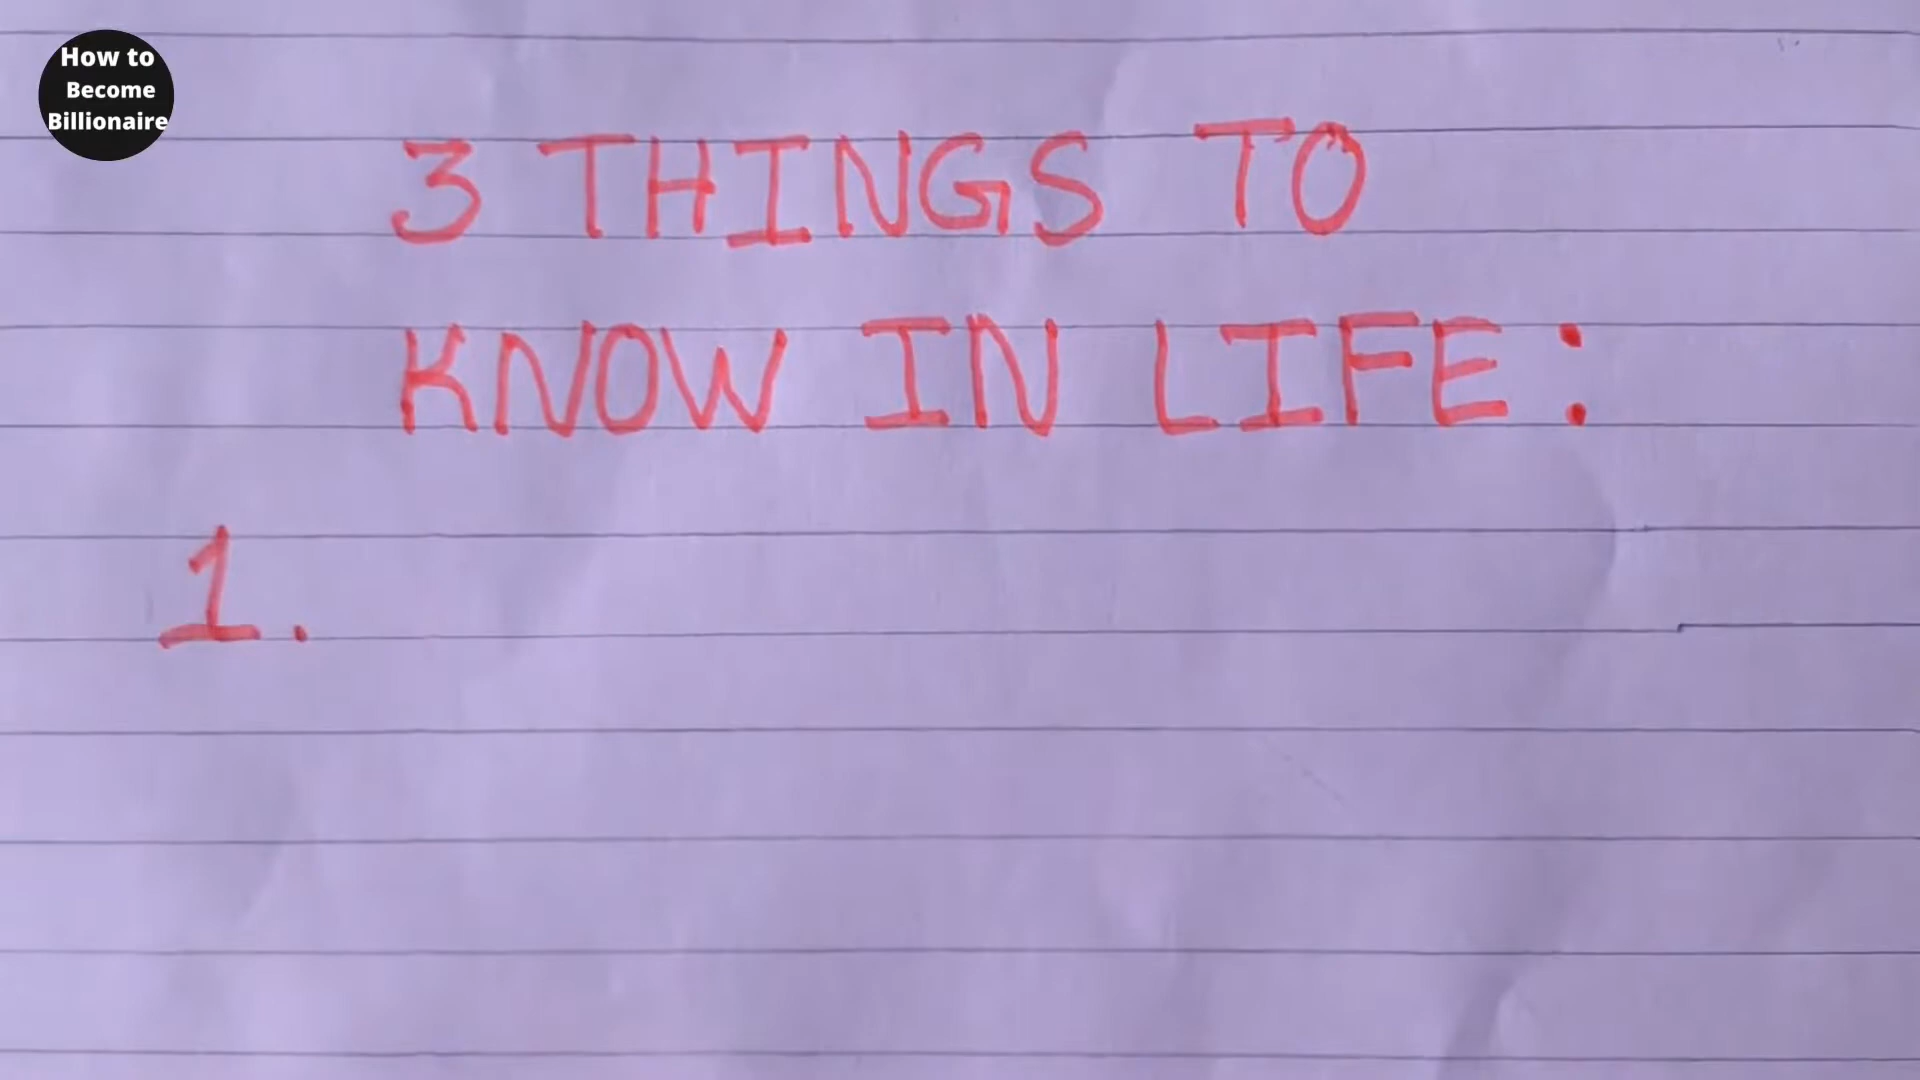 How to
Become
Billionaire
3 THINGS TO
KNOW IN LIFE:
1.